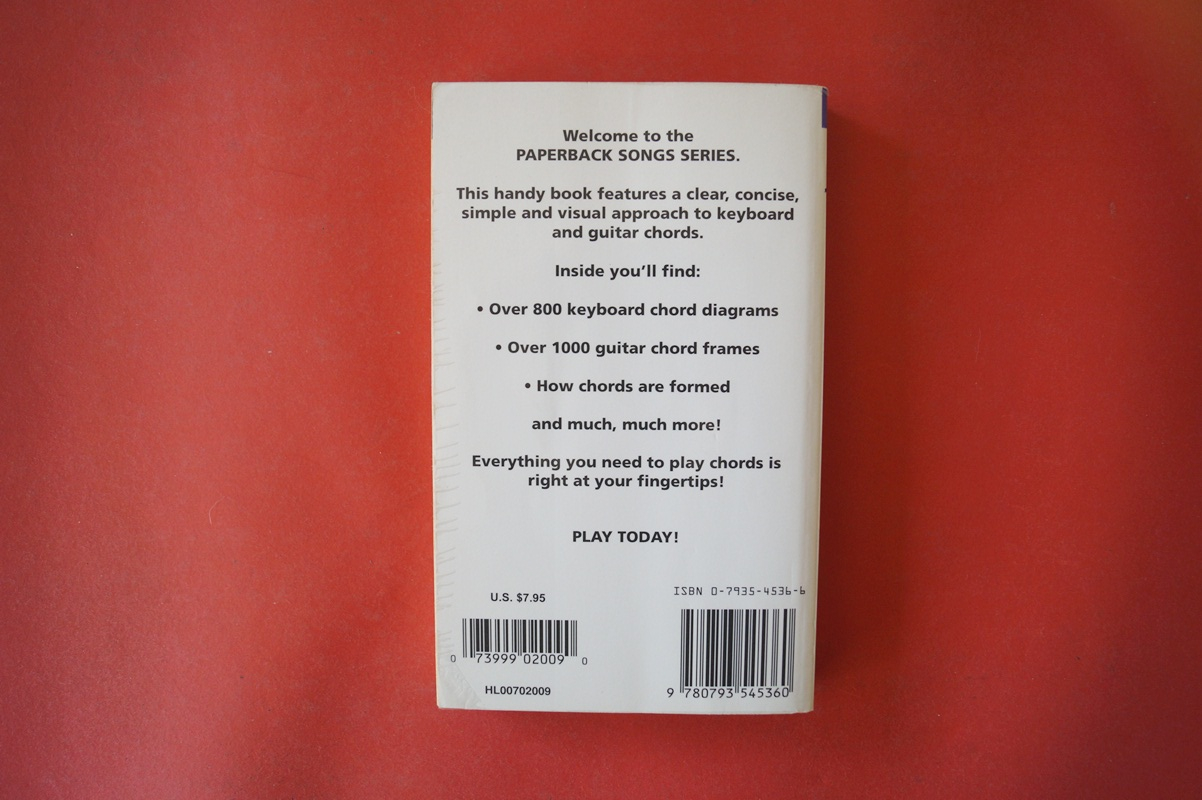 Welcome to the
PAPERBACK SONGS SERIES.
This handy book features a clear, concise,
simple and visual approach to keyboard
and guitar chords.
Inside you'll find:
• Over 800 keyboard chord diagrams
• Over 1000 guitar chord frames
• How chords are formed
and much, much more!
Everything you need to play chords is
right at your fingertips!
PLAY TODAY!
U.S. $7.95
0 73999 02009 0
HL00702009
ISBN 0-7935-4536-6
9 780793 545360